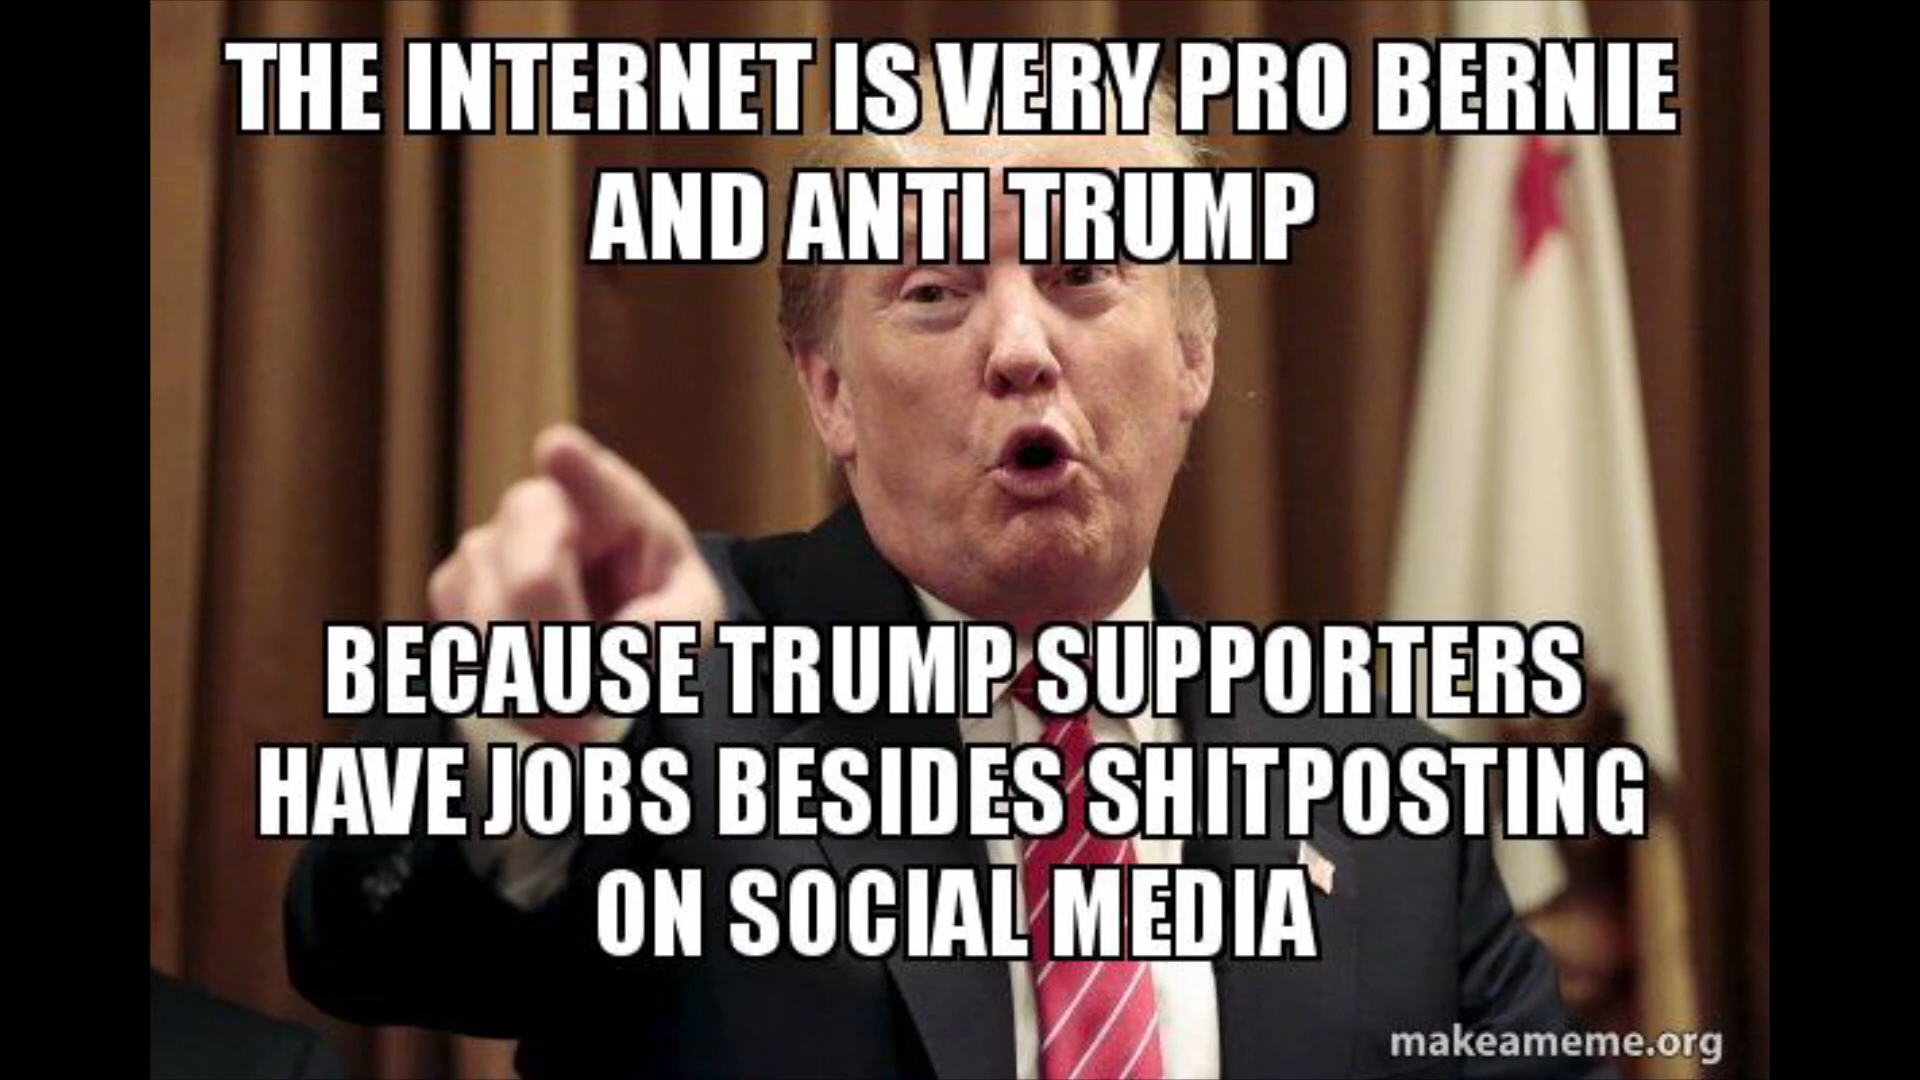 THE INTERNET IS VERY PRO BERNIE
AND ANTI TRUMP
BECAUSE TRUMP SUPPORTERS
HAVE JOBS BESIDES SHITPOSTING
ON SOCIAL MEDIA
makeameme.org